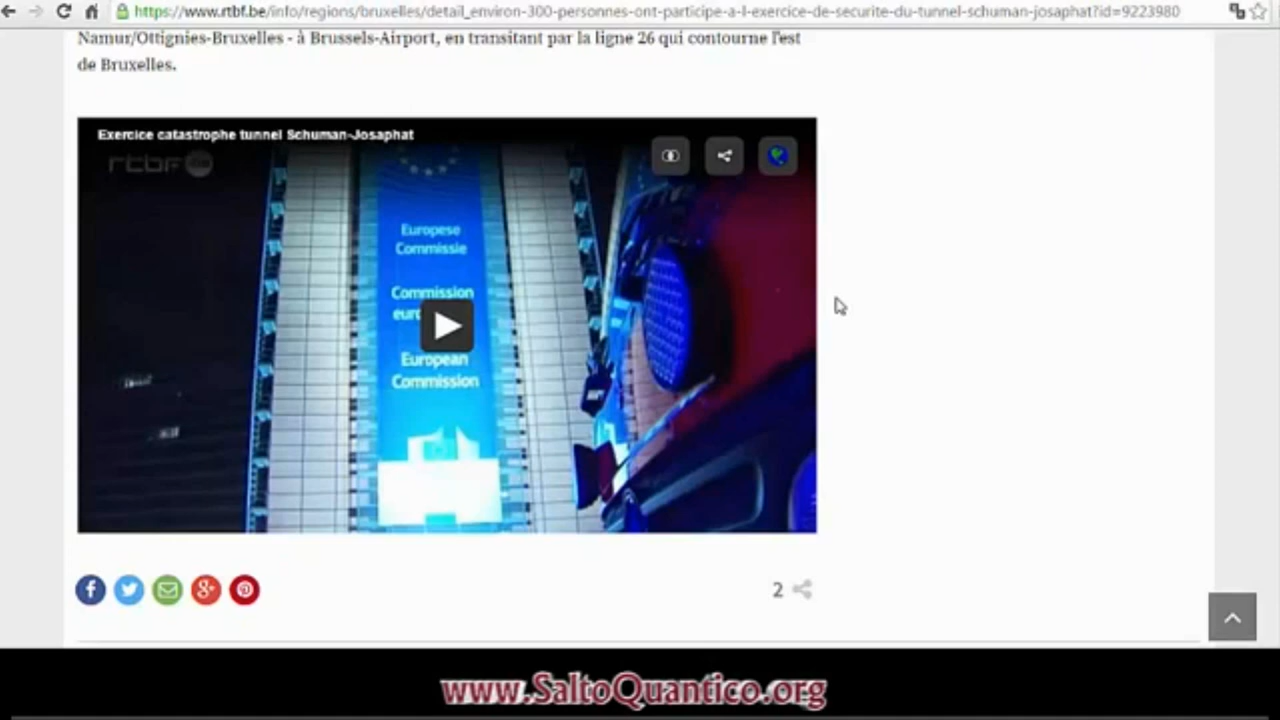 https://www.rtbf.be/info/regions/bruxelles/detail_environ-300-personnes-ont-participe-a-l-exercice-de-securite-du-tunnel-schuman-josaphat?id=9223980
Namur/Ottignies-Bruxelles - à Brussels-Airport, en transitant par la ligne 26 qui contourne l'est
de Bruxelles.
Exercice catastrophe tunnel Schuman-Josaphat
rtbf
Europese
Commissie
Commission
European
Commission
2
www.SaltoQuantico.org